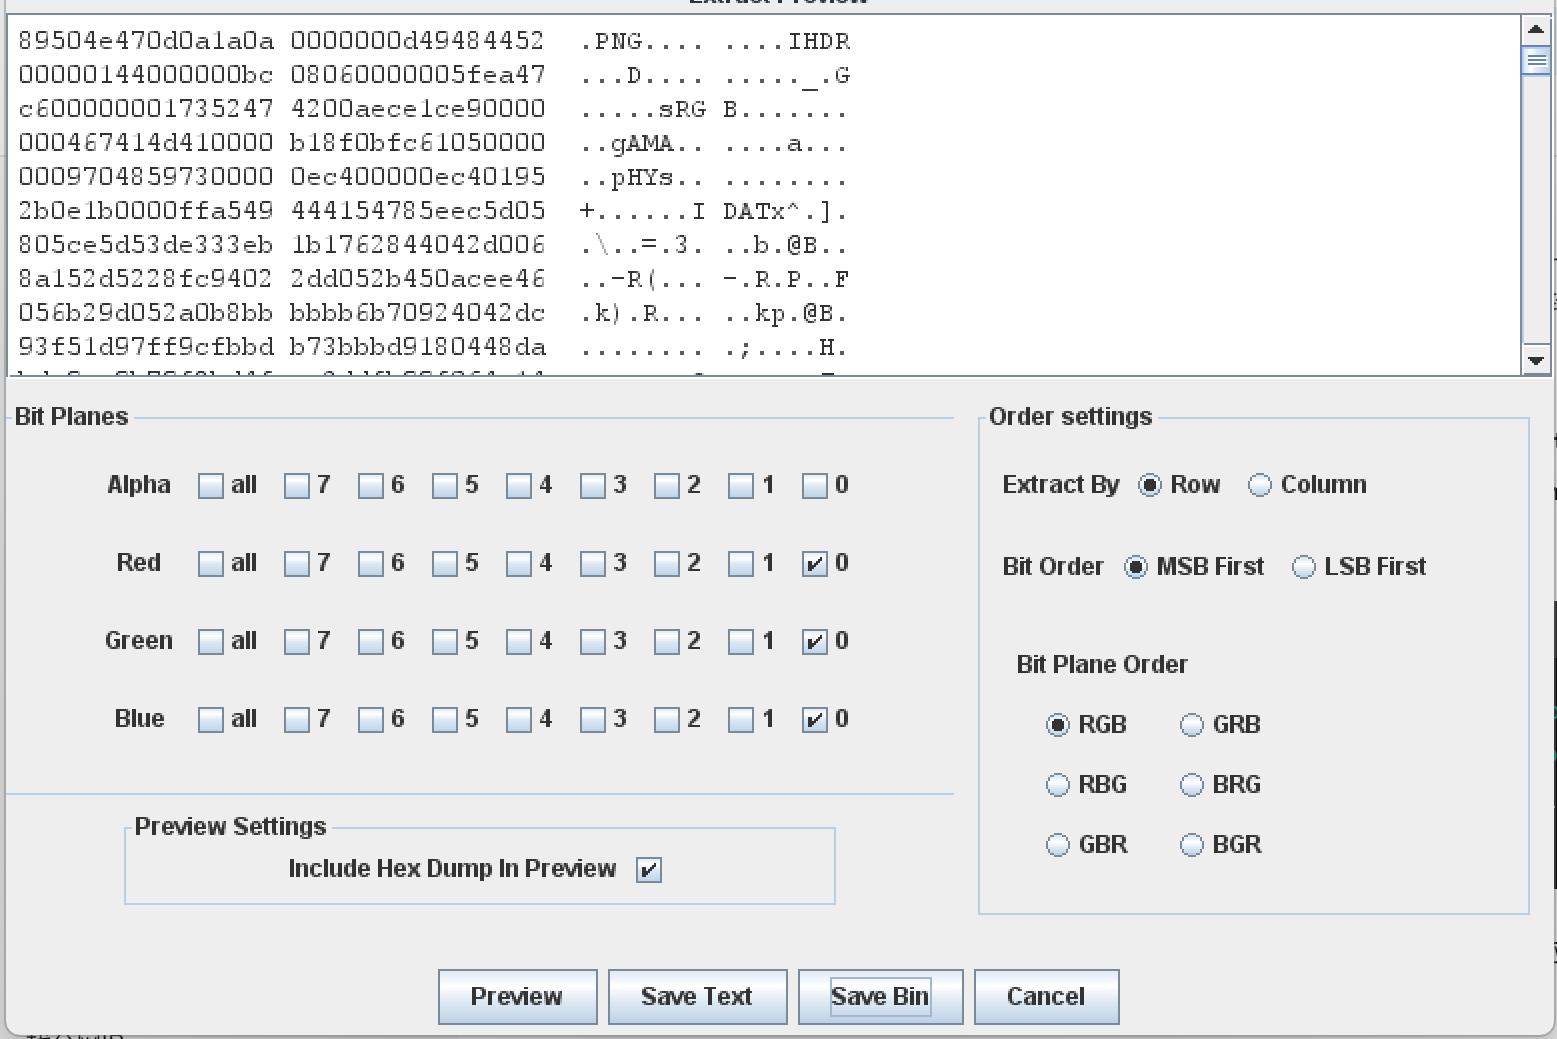 Extract Preview
89504e470d0a1a0a 0000000d49484452 .PNG.... ....IHDR
00000144000000bc 08060000005fea47 ...D.... ....._.G
c600000001735247 4200aece1ce90000 .....sRG B.......
000467414d410000 b18f0bfc61050000 ..gAMA.. ....a...
0009704859730000 0ec400000ec40195 ..pHYs.. ........
2b0e1b0000ffa549 444154785eec5d05 +......I DATx^.].
805ce5d53de333eb 1b1762844042d006 .\..=.3. ..b.@B..
8a152d5228fc9402 2dd052b450acee46 ..-R(... -.R.P..F
056b29d052a0b8bb bbbb6b70924042dc .k).R... ..kp.@B.
93f51d97ff9cfbbd b73bbbd9180448da ........ .;....H.
Bit Planes
Alpha all 7 6 5 4 3 2 1 0
Red all 7 6 5 4 3 2 1 0
Green all 7 6 5 4 3 2 1 0
Blue all 7 6 5 4 3 2 1 0
Preview Settings
Include Hex Dump In Preview
Order settings
Extract By Row Column
Bit Order MSB First LSB First
Bit Plane Order
RGB GRB
RBG BRG
GBR BGR
Preview Save Text Save Bin Cancel